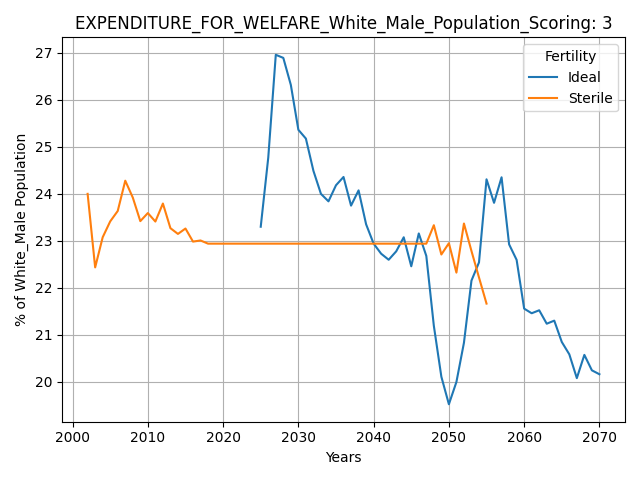 EXPENDITURE_FOR_WELFARE_White_Male_Population_Scoring: 3
Fertility
Ideal
Sterile
% of White_Male Population
27
26
25
24
23
22
21
20
2000 2010 2020 2030 2040 2050 2060 2070
Years